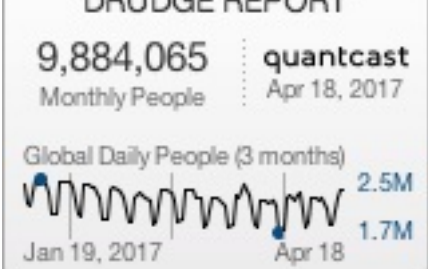 DRUDGE REPORT
9,884,065
Monthly People
quantcast
Apr 18, 2017
Global Daily People (3 months)
2.5M
1.7M
Jan 19, 2017
Apr 18